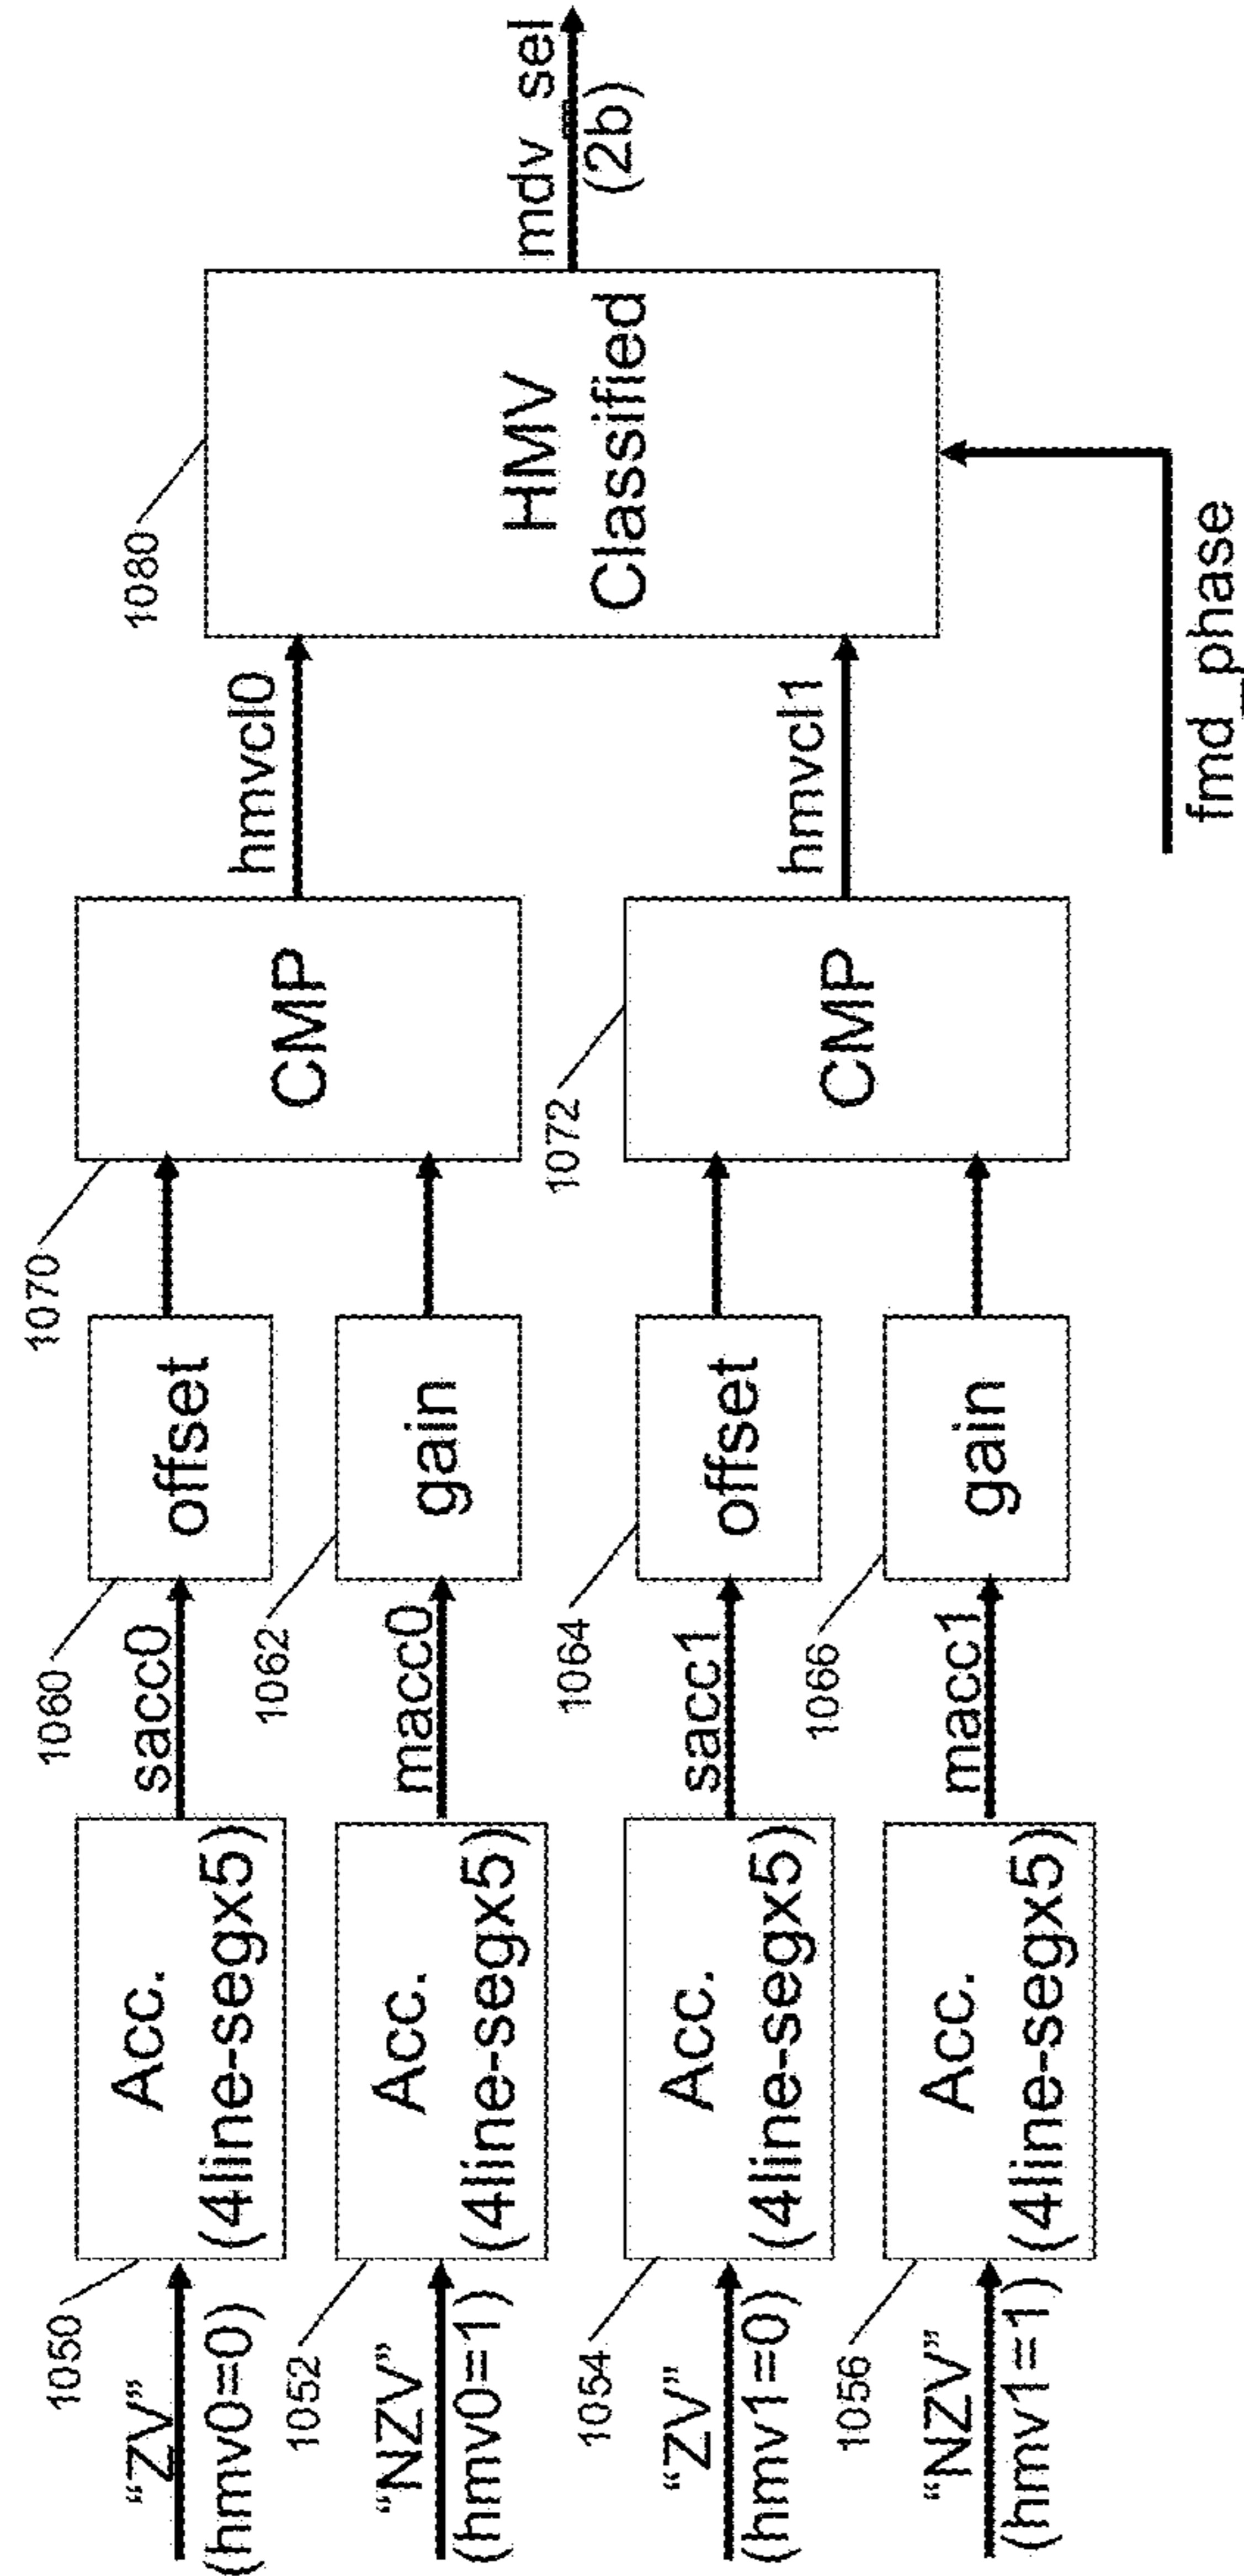 "ZV"
(hmv0=0)
1050
Acc.
(4line-segx5)
sacc0
1060
offset
"NZV"
(hmv0=1)
1052
Acc.
(4line-segx5)
macc0
1062
gain
1070
CMP
hmvcl0
"ZV"
(hmv1=0)
1054
Acc.
(4line-segx5)
sacc1
1064
offset
"NZV"
(hmv1=1)
1056
Acc.
(4line-segx5)
macc1
1066
gain
1072
CMP
hmvcl1
1080
HMV
Classified
fmd_phase
mdv_sel
(2b)